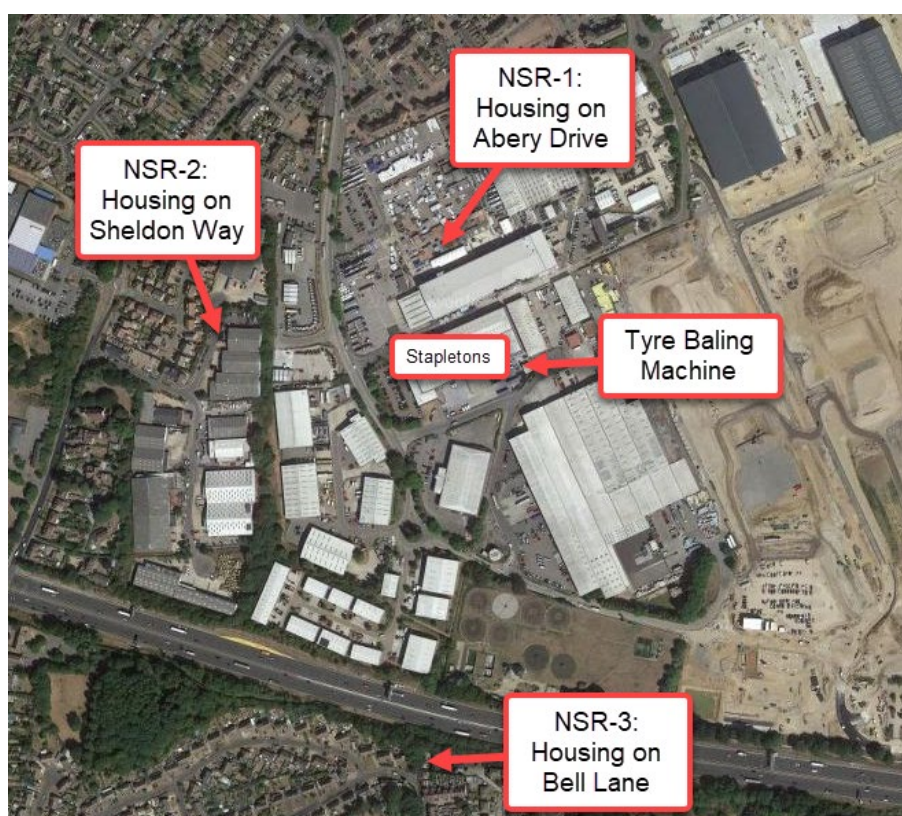 NSR-1:
Housing on
Abery Drive
NSR-2:
Housing on
Sheldon Way
Stapletons
Tyre Baling
Machine
NSR-3:
Housing on
Bell Lane